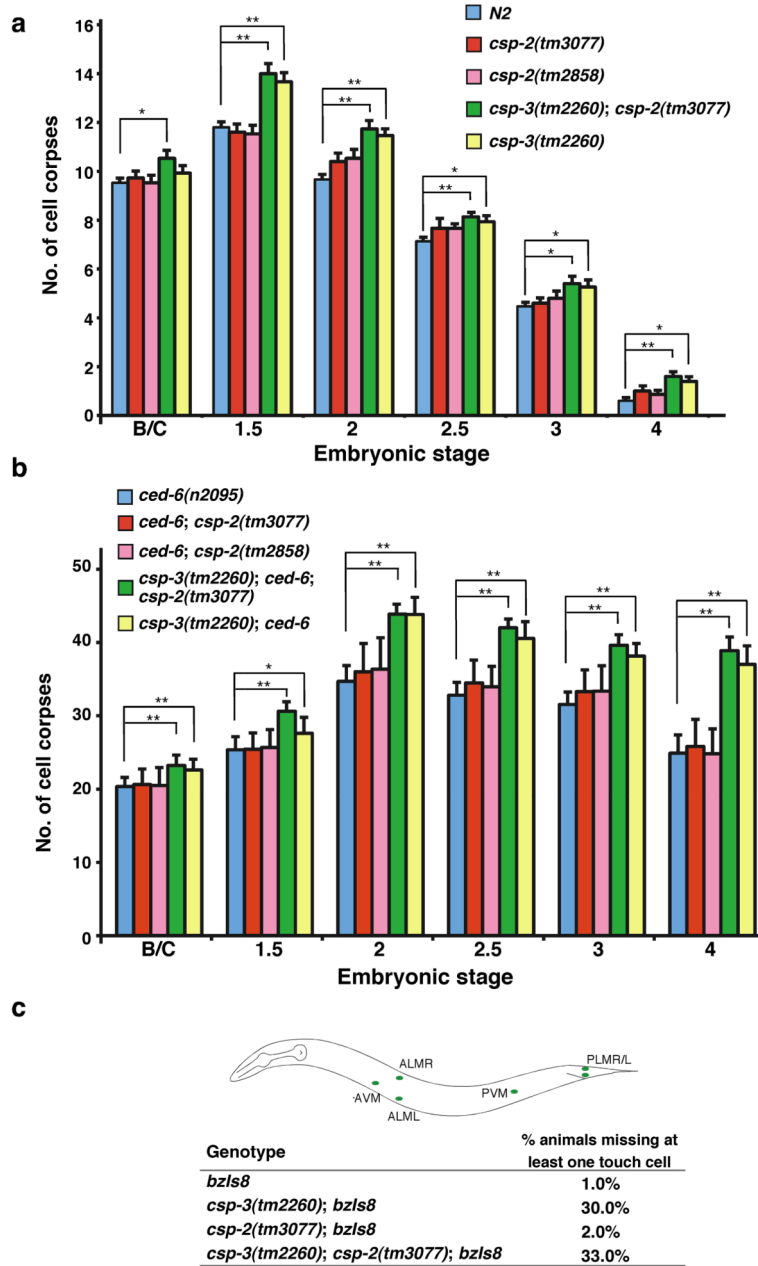 a
No. of cell corpses
16
14
12
10
8
6
4
2
0
N2
csp-2(tm3077)
csp-2(tm2858)
csp-3(tm2260); csp-2(tm3077)
csp-3(tm2260)
*
** **
** **
* **
* *
* **
B/C 1.5 2 2.5 3 4
Embryonic stage
b
ced-6(n2095)
ced-6; csp-2(tm3077)
ced-6; csp-2(tm2858)
csp-3(tm2260); ced-6;
csp-2(tm3077)
csp-3(tm2260); ced-6
No. of cell corpses
50
40
30
20
10
0
** **
* **
** **
** **
** **
** **
B/C 1.5 2 2.5 3 4
Embryonic stage
c
ALMR
PLMR/L
AVM
PVM
ALML
Genotype % animals missing at
least one touch cell
bzIs8 1.0%
csp-3(tm2260); bzIs8 30.0%
csp-2(tm3077); bzIs8 2.0%
csp-3(tm2260); csp-2(tm3077); bzIs8 33.0%